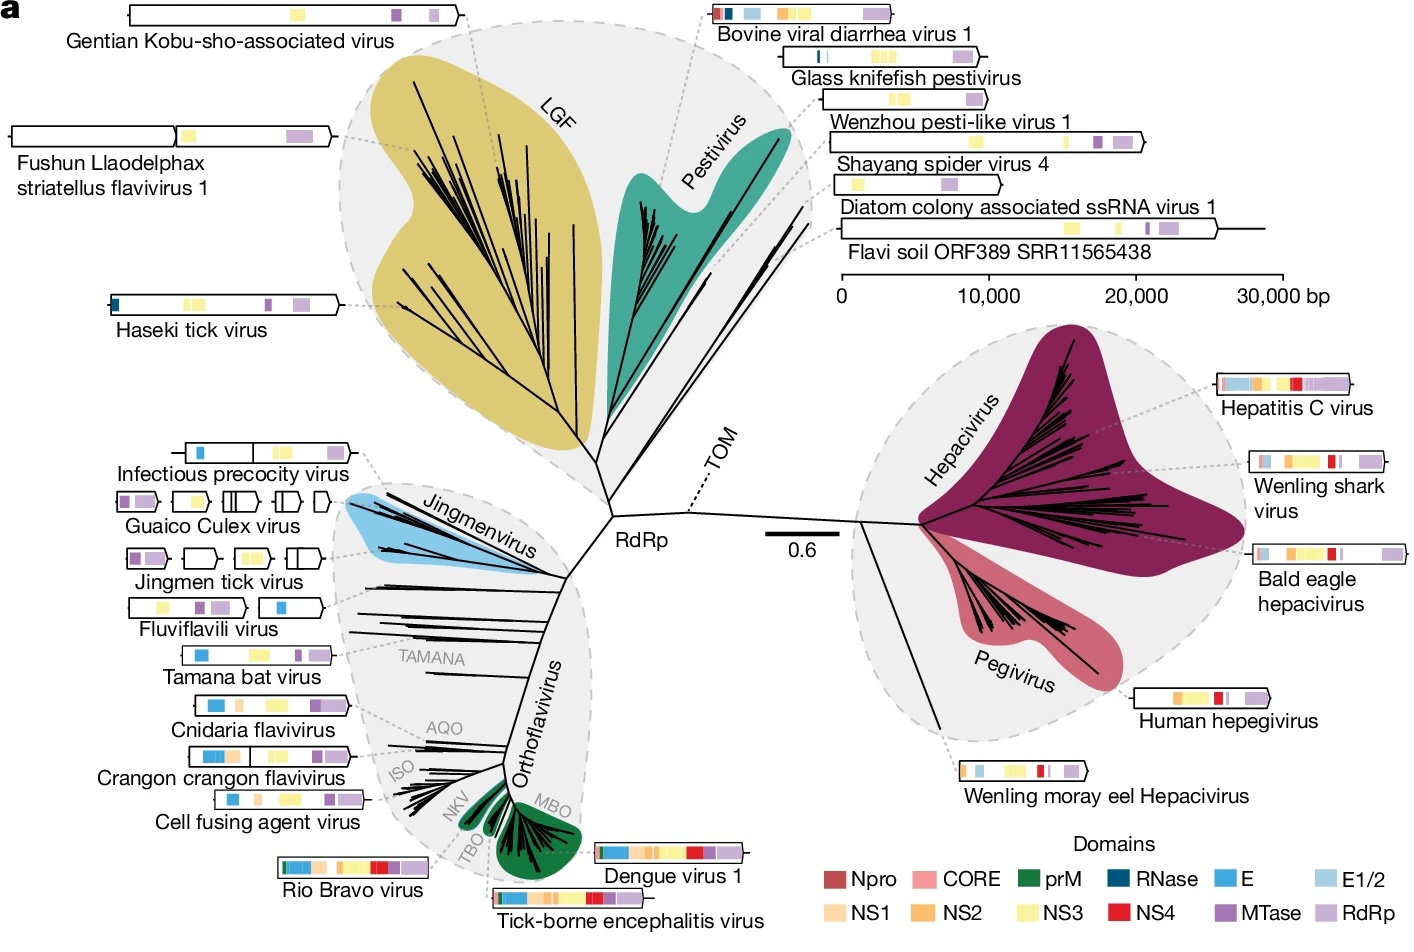 a
Gentian Kobu-sho-associated virus
Fushun Llaodelphax
striatellus flavivirus 1
Haseki tick virus
LGF
Pestivirus
Bovine viral diarrhea virus 1
Glass knifefish pestivirus
Wenzhou pesti-like virus 1
Shayang spider virus 4
Diatom colony associated ssRNA virus 1
Flavi soil ORF389 SRR11565438
0 10,000 20,000 30,000 bp
Infectious precocity virus
Guaico Culex virus
Jingmen tick virus
Fluviflavili virus
Tamana bat virus
Cnidaria flavivirus
Crangon crangon flavivirus
Cell fusing agent virus
Rio Bravo virus
Jingmenvirus
TAMANA
AQO
ISO
NKV
TBO
MBO
Orthoflavivirus
Dengue virus 1
Tick-borne encephalitis virus
RdRp
TOM
0.6
Hepacivirus
Pegivirus
Hepatitis C virus
Wenling shark
virus
Bald eagle
hepacivirus
Human hepegivirus
Wenling moray eel Hepacivirus
Domains
Npro CORE prM RNase E E1/2
NS1 NS2 NS3 NS4 MTase RdRp